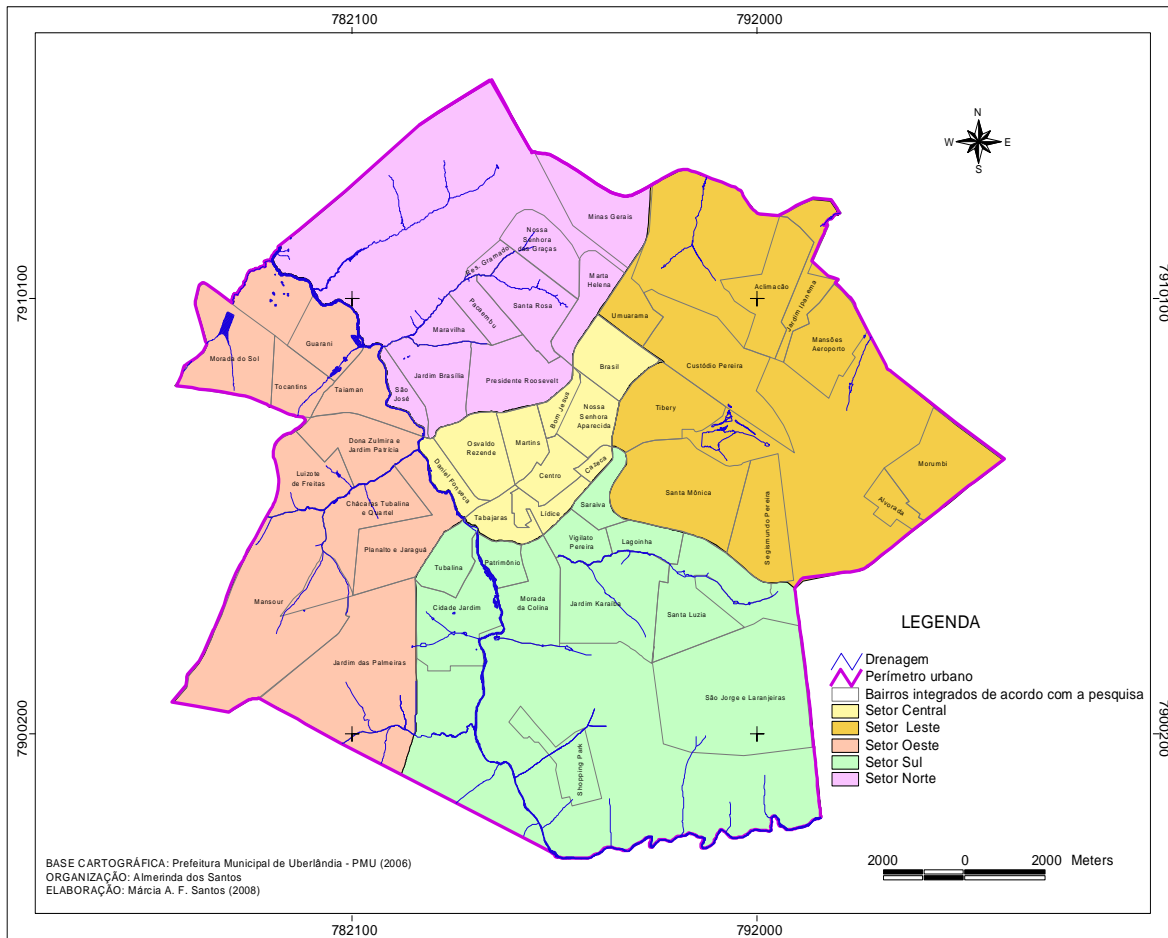 782100
792000
N
W
E
S
7910100
7910100
Minas Gerais
Nossa
Senhora
das Graças
Res. Gramado
Marta
Helena
Aclimação
Jardim Ipanema
Santa Rosa
Pacaembu
Umuarama
Maravilha
Mansões
Aeroporto
Guarani
Morada do Sol
Brasil
Custódio Pereira
Jardim Brasília
Presidente Roosevelt
Tocantins
Taiaman
São
José
Bom Jesus
Nossa
Senhora
Aparecida
Tibery
Dona Zulmira e
Jardim Patrícia
Osvaldo
Rezende
Martins
Cazeca
Morumbi
Luizote
de Freitas
Daniel Fonseca
Centro
Santa Mônica
Alvorada
Chácaras Tubalina
e Quartel
Saraiva
Segismundo Pereira
Tabajaras
Lídice
Vigilato
Pereira
Lagoinha
Planalto e Jaraguá
Tubalina
Patrimônio
Mansour
Cidade Jardim
Morada
da Colina
Jardim Karaíba
Santa Luzia
Jardim das Palmeiras
São Jorge e Laranjeiras
Shopping Park
LEGENDA
Drenagem
Perímetro urbano
Bairros integrados de acordo com a pesquisa
Setor Central
Setor Leste
Setor Oeste
Setor Sul
Setor Norte
7900200
7900200
BASE CARTOGRÁFICA: Prefeitura Municipal de Uberlândia - PMU (2006)
ORGANIZAÇÃO: Almerinda dos Santos
ELABORAÇÃO: Márcia A. F. Santos (2008)
2000 0 2000 Meters
782100
792000